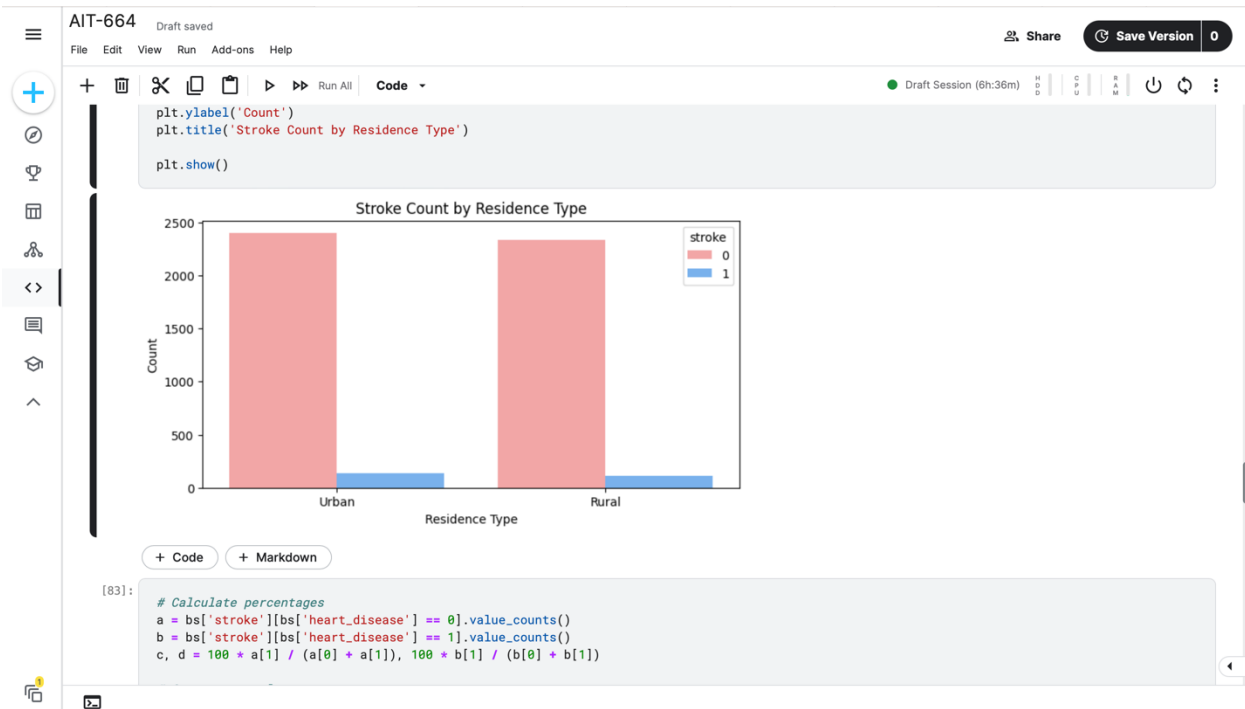 AIT-664 Draft saved
Share
Save Version 0
File Edit View Run Add-ons Help
Run All Code
Draft Session (6h:36m) HDD CPU RAM
plt.ylabel('Count')
plt.title('Stroke Count by Residence Type')
plt.show()
Stroke Count by Residence Type
stroke
0
1
2500
2000
1500
1000
500
0
Count
Urban Rural
Residence Type
+ Code + Markdown
[83]:
# Calculate percentages
a = bs['stroke'][bs['heart_disease'] == 0].value_counts()
b = bs['stroke'][bs['heart_disease'] == 1].value_counts()
c, d = 100 * a[1] / (a[0] + a[1]), 100 * b[1] / (b[0] + b[1])
1